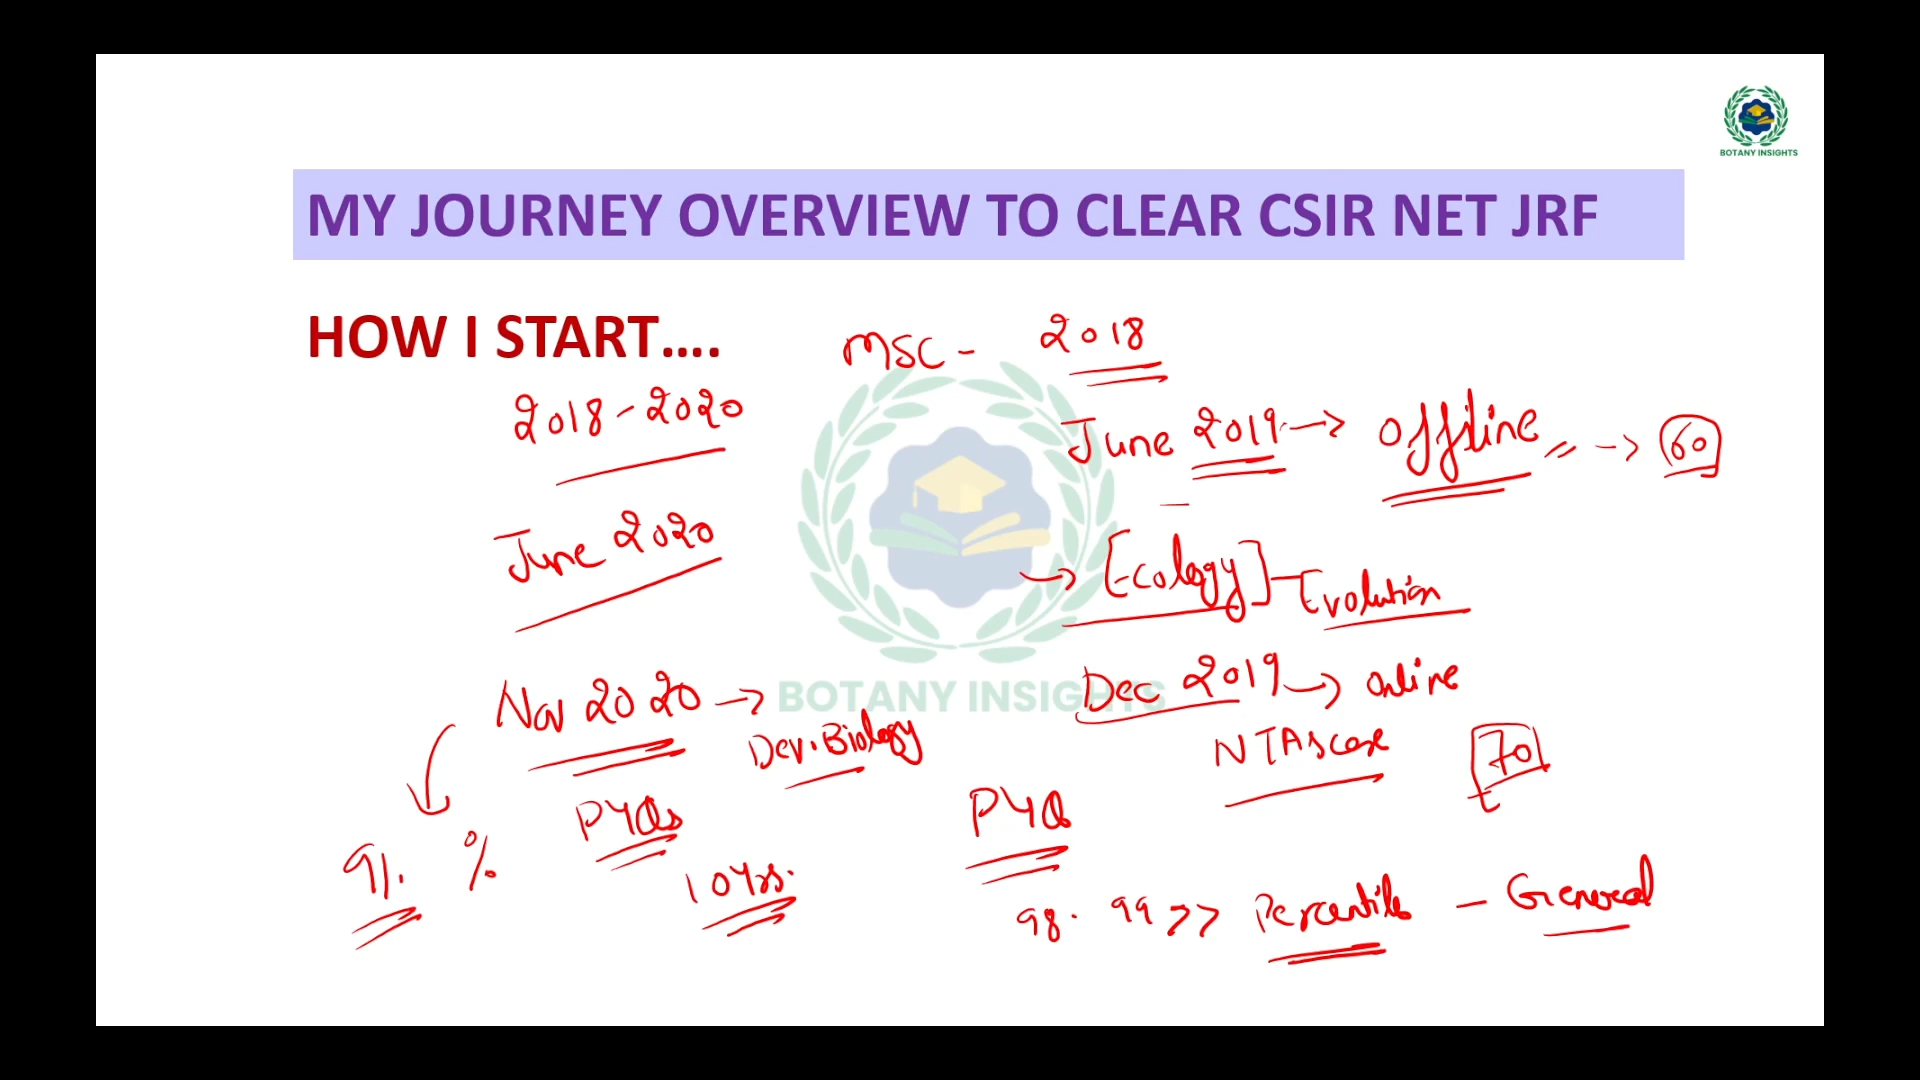 BOTANY INSIGHTS
MY JOURNEY OVERVIEW TO CLEAR CSIR NET JRF
HOW I START....
MSC - 2018
2018-2020
June 2019 → offline → 60
June 2020
→ [Ecology] - Evolution
Nov 2020 →
Dev. Biology
BOTANY INSIGHTS
Dec 2019 → online
NTA score
70
PYQs
PYQ
91. %
10 Yrs.
98. 99 >> Percentile - General